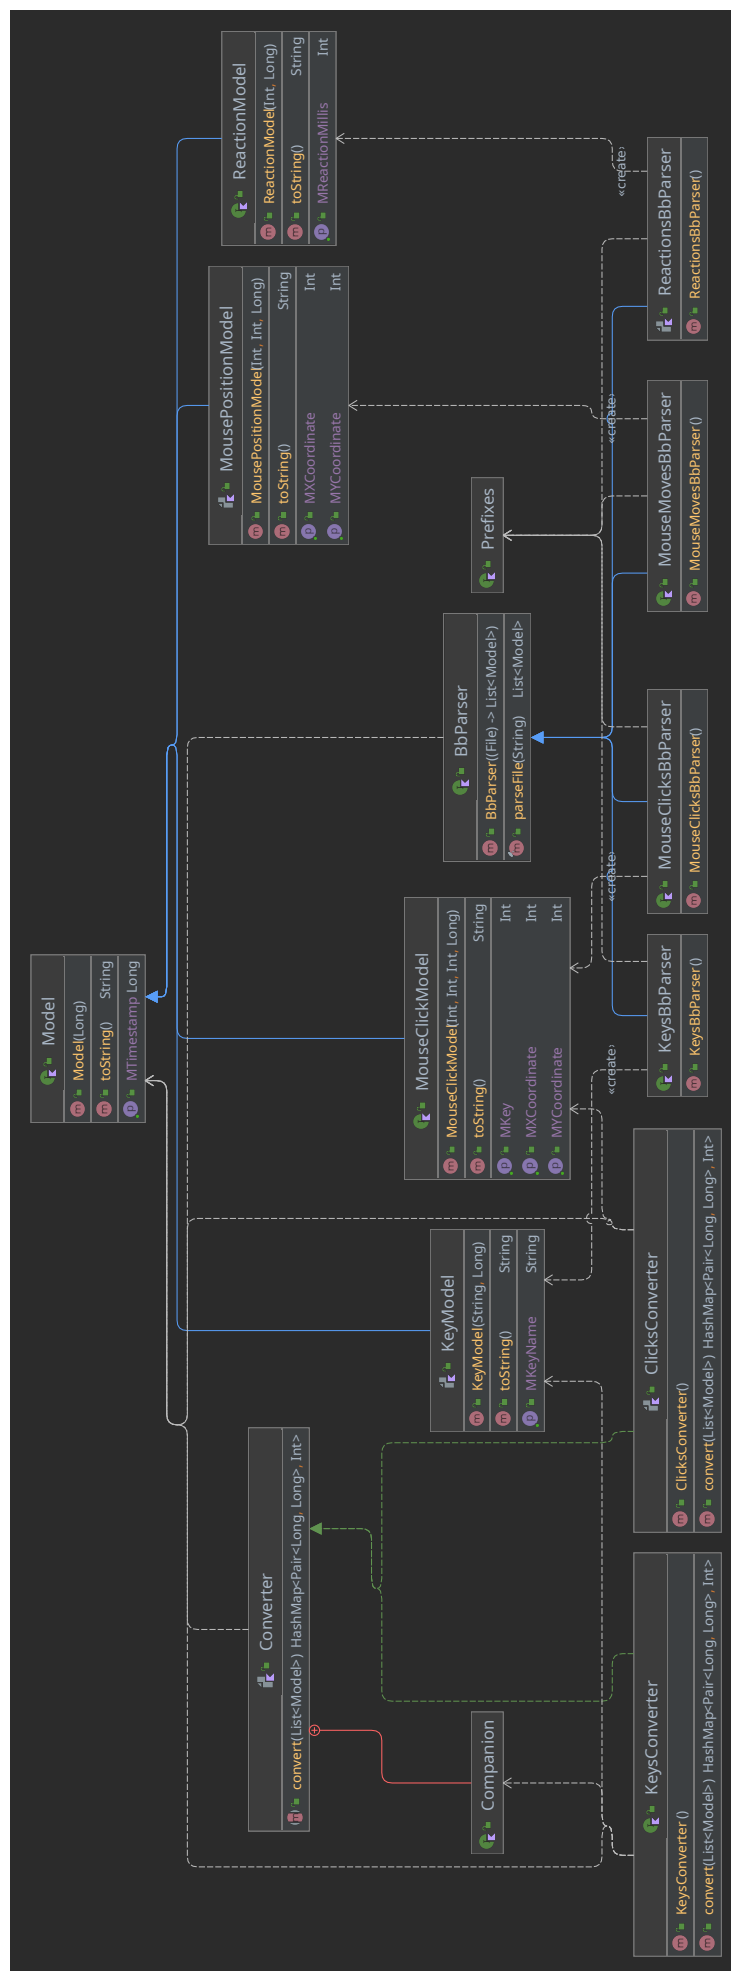 Model
Model(Long)
toString() String
MTimestamp Long
ReactionModel
ReactionModel(Int, Long)
toString() String
MReactionMillis Int
MousePositionModel
MousePositionModel(Int, Int, Long)
toString() String
MXCoordinate Int
MYCoordinate Int
Converter
convert(List<Model>) HashMap<Pair<Long, Long>, Int>
MouseClickModel
MouseClickModel(Int, Int, Int, Long)
toString() String
MKey Int
MXCoordinate Int
MYCoordinate Int
KeyModel
KeyModel(String, Long)
toString() String
MKeyName String
BbParser
BbParser((File) -> List<Model>)
parseFile(String) List<Model>
Companion
Prefixes
«create»
«create»
«create»
«create»
KeysConverter
KeysConverter()
convert(List<Model>) HashMap<Pair<Long, Long>, Int>
ClicksConverter
ClicksConverter()
convert(List<Model>) HashMap<Pair<Long, Long>, Int>
KeysBbParser
KeysBbParser()
MouseClicksBbParser
MouseClicksBbParser()
MouseMovesBbParser
MouseMovesBbParser()
ReactionsBbParser
ReactionsBbParser()